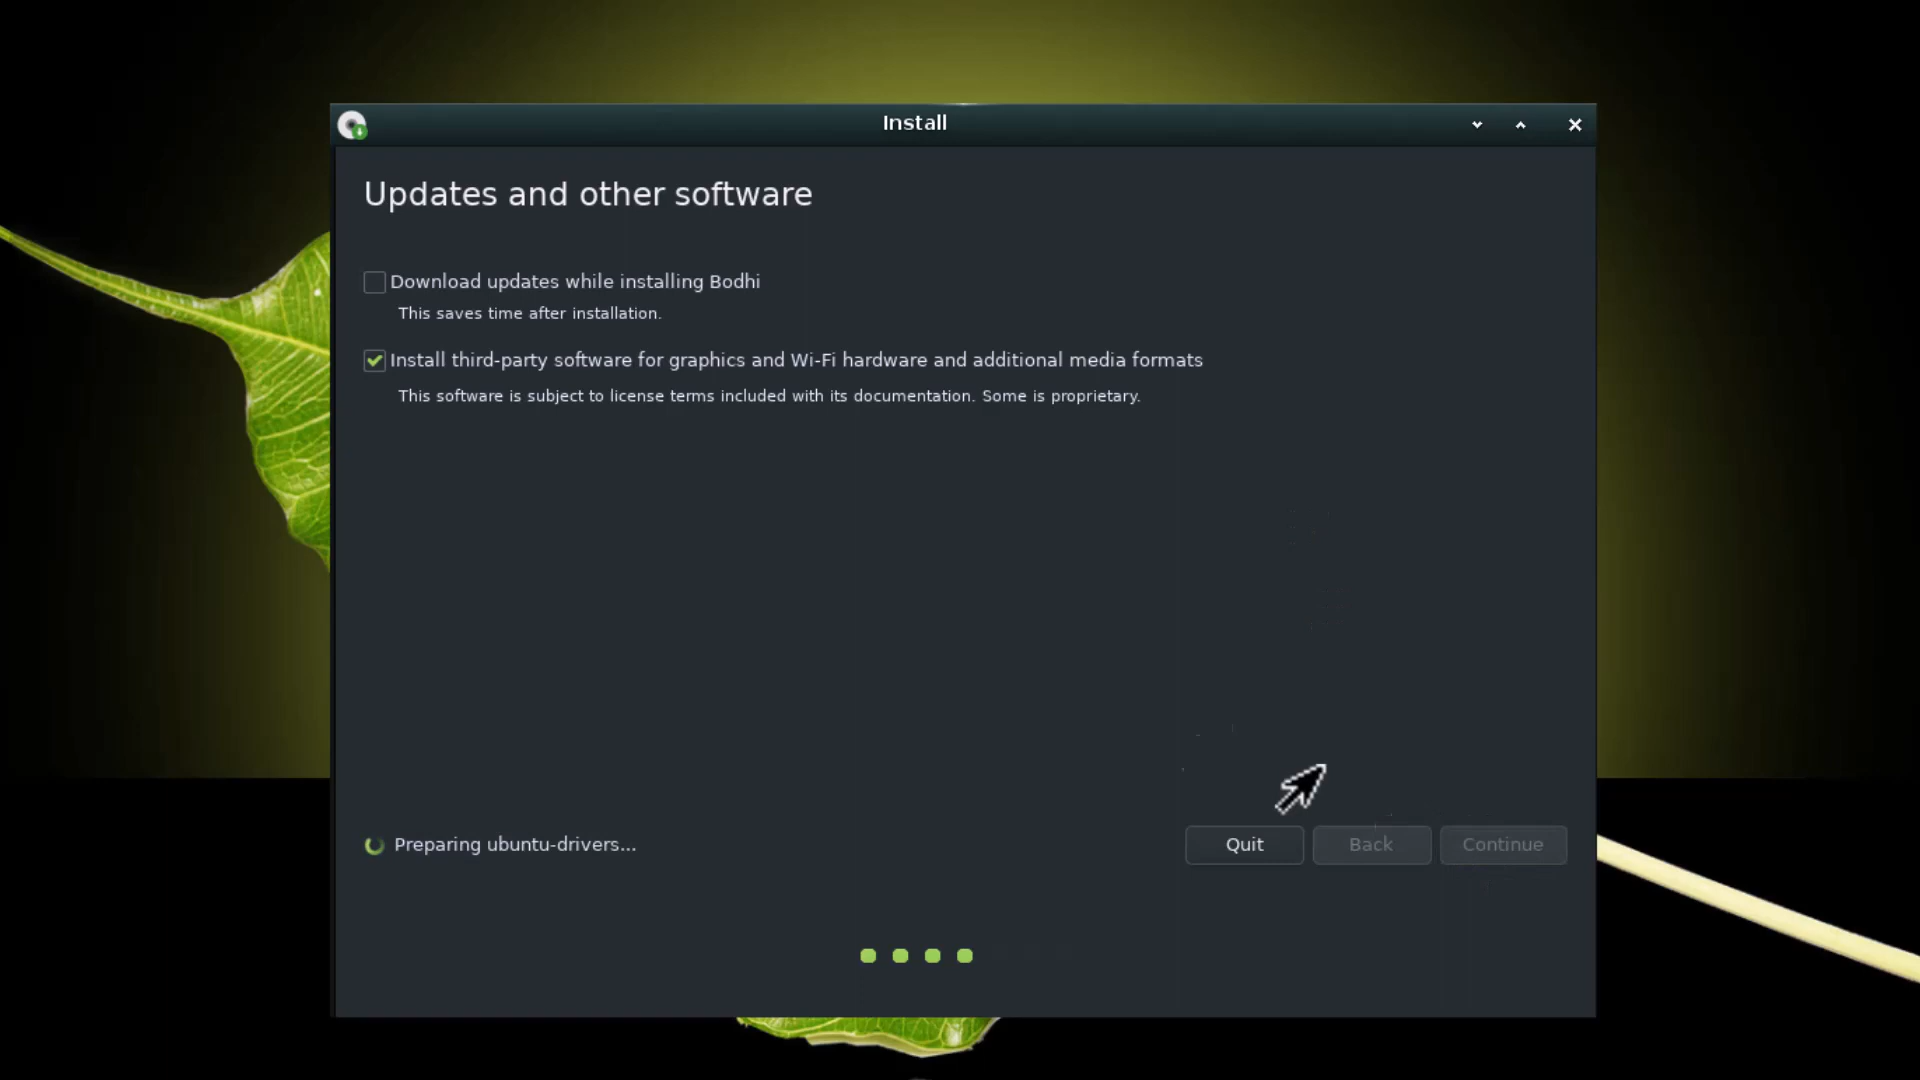 Install
Updates and other software
Download updates while installing Bodhi
This saves time after installation.
Install third-party software for graphics and Wi-Fi hardware and additional media formats
This software is subject to license terms included with its documentation. Some is proprietary.
Preparing ubuntu-drivers...
Quit
Back
Continue